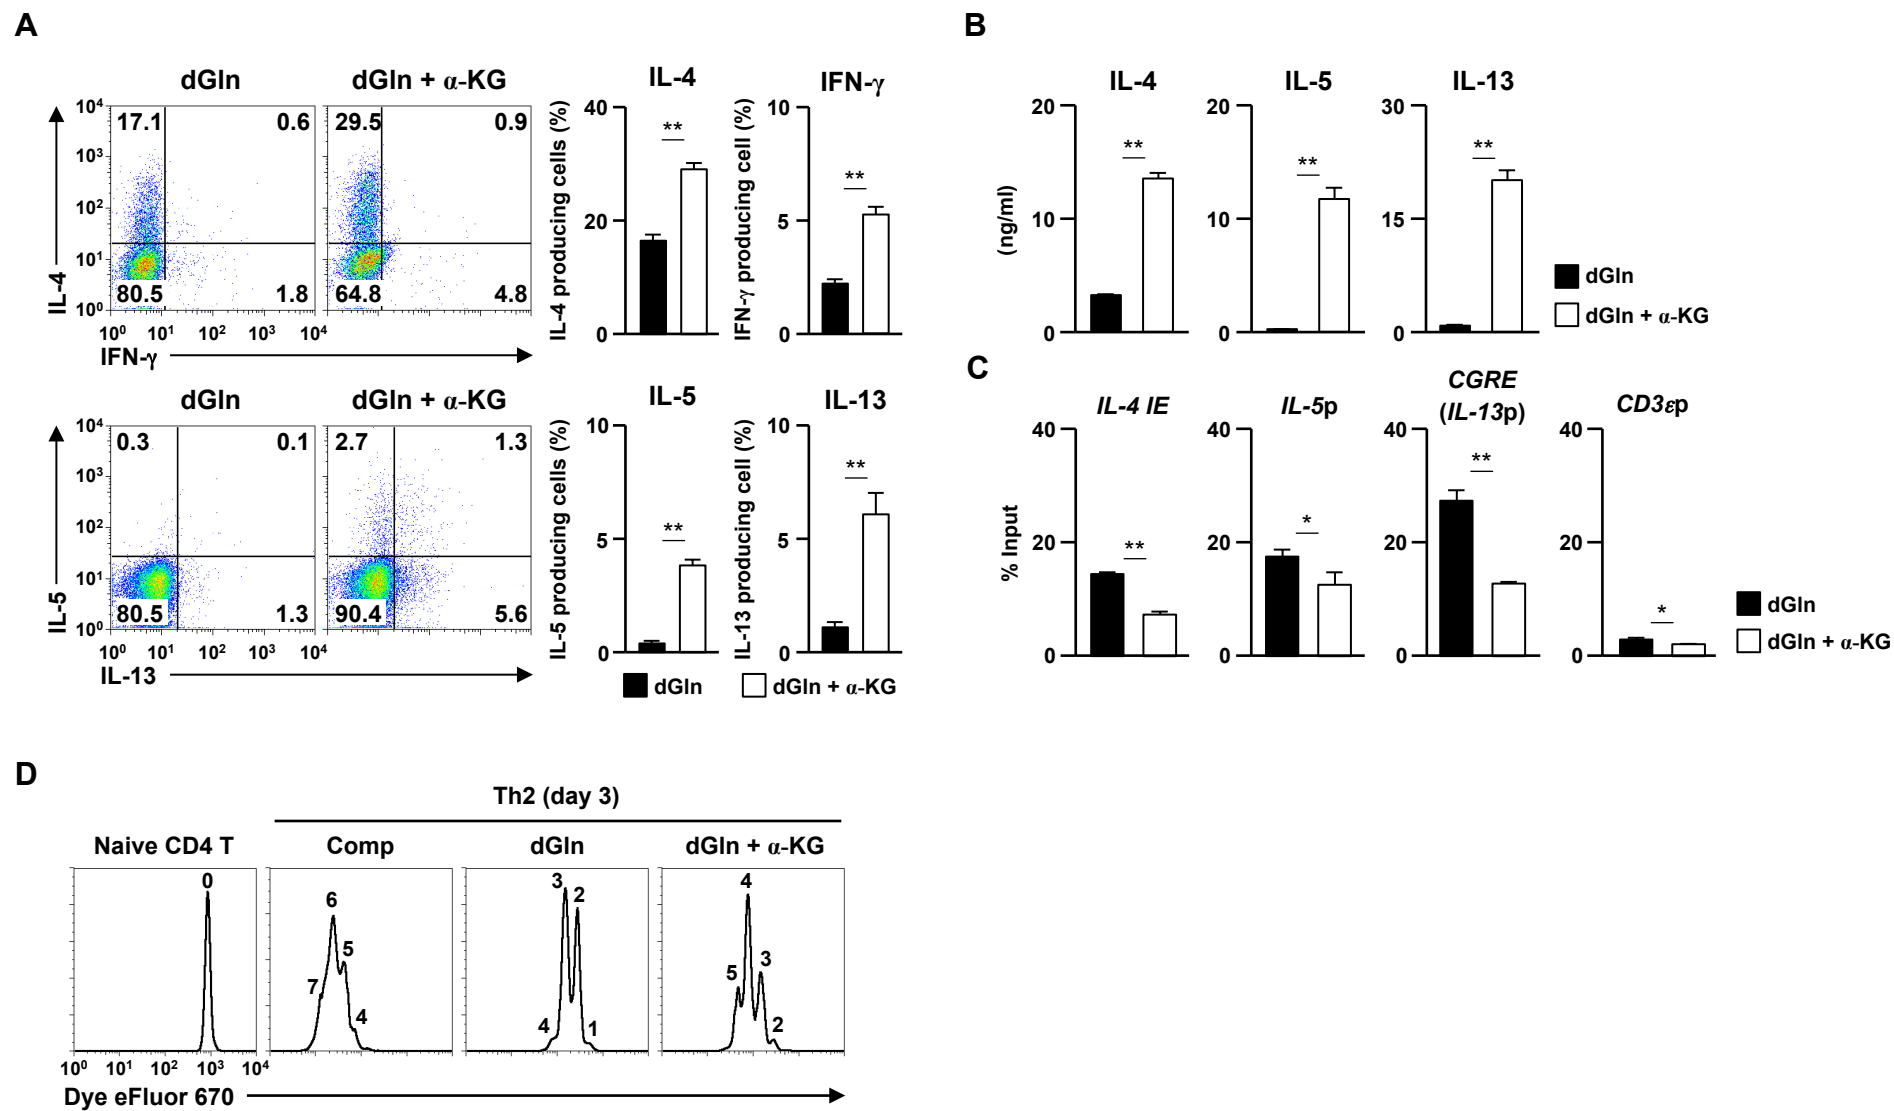 A
dGln
dGln + α-KG
IL-4
IFN-γ
10⁴
10³
10²
10¹
10⁰
17.1
0.6
80.5
1.8
29.5
0.9
64.8
4.8
10⁰ 10¹ 10² 10³ 10⁴
IL-4
IFN-γ
IL-4 producing cells (%)
40
20
0
**
IFN-γ producing cell (%)
10
5
0
**
dGln
dGln + α-KG
IL-5
IL-13
10⁴
10³
10²
10¹
10⁰
0.3
0.1
80.5
1.3
2.7
1.3
90.4
5.6
10⁰ 10¹ 10² 10³ 10⁴
IL-5
IL-13
IL-5 producing cells (%)
10
5
0
**
IL-13 producing cell (%)
10
5
0
**
dGln
dGln + α-KG
B
IL-4
IL-5
IL-13
(ng/ml)
20
10
0
**
20
10
0
**
30
15
0
**
dGln
dGln + α-KG
C
IL-4 IE
IL-5p
CGRE
(IL-13p)
CD3εp
% Input
40
20
0
**
40
20
0
*
40
20
0
**
40
20
0
*
dGln
dGln + α-KG
D
Th2 (day 3)
Naive CD4 T
Comp
dGln
dGln + α-KG
0
7
6
5
4
4
3
2
1
5
4
3
2
10⁰ 10¹ 10² 10³ 10⁴
Dye eFluor 670